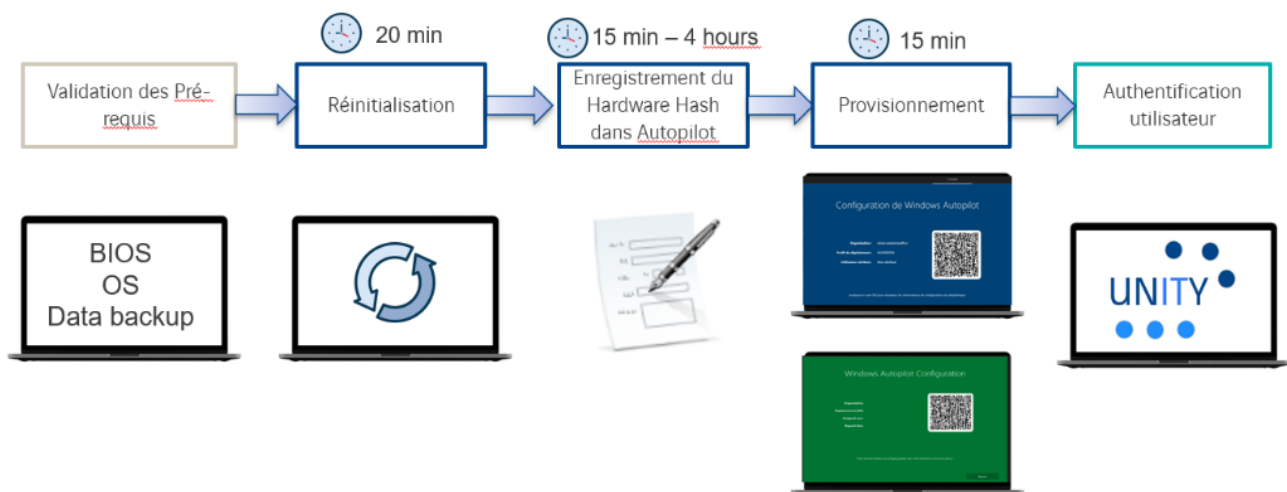 20 min
15 min – 4 hours
15 min
Validation des Pré-
requis
Réinitialisation
Enregistrement du
Hardware Hash
dans Autopilot
Provisionnement
Authentification
utilisateur
BIOS
OS
Data backup
Configuration de Windows Autopilot
UNITY
Windows Autopilot Configuration